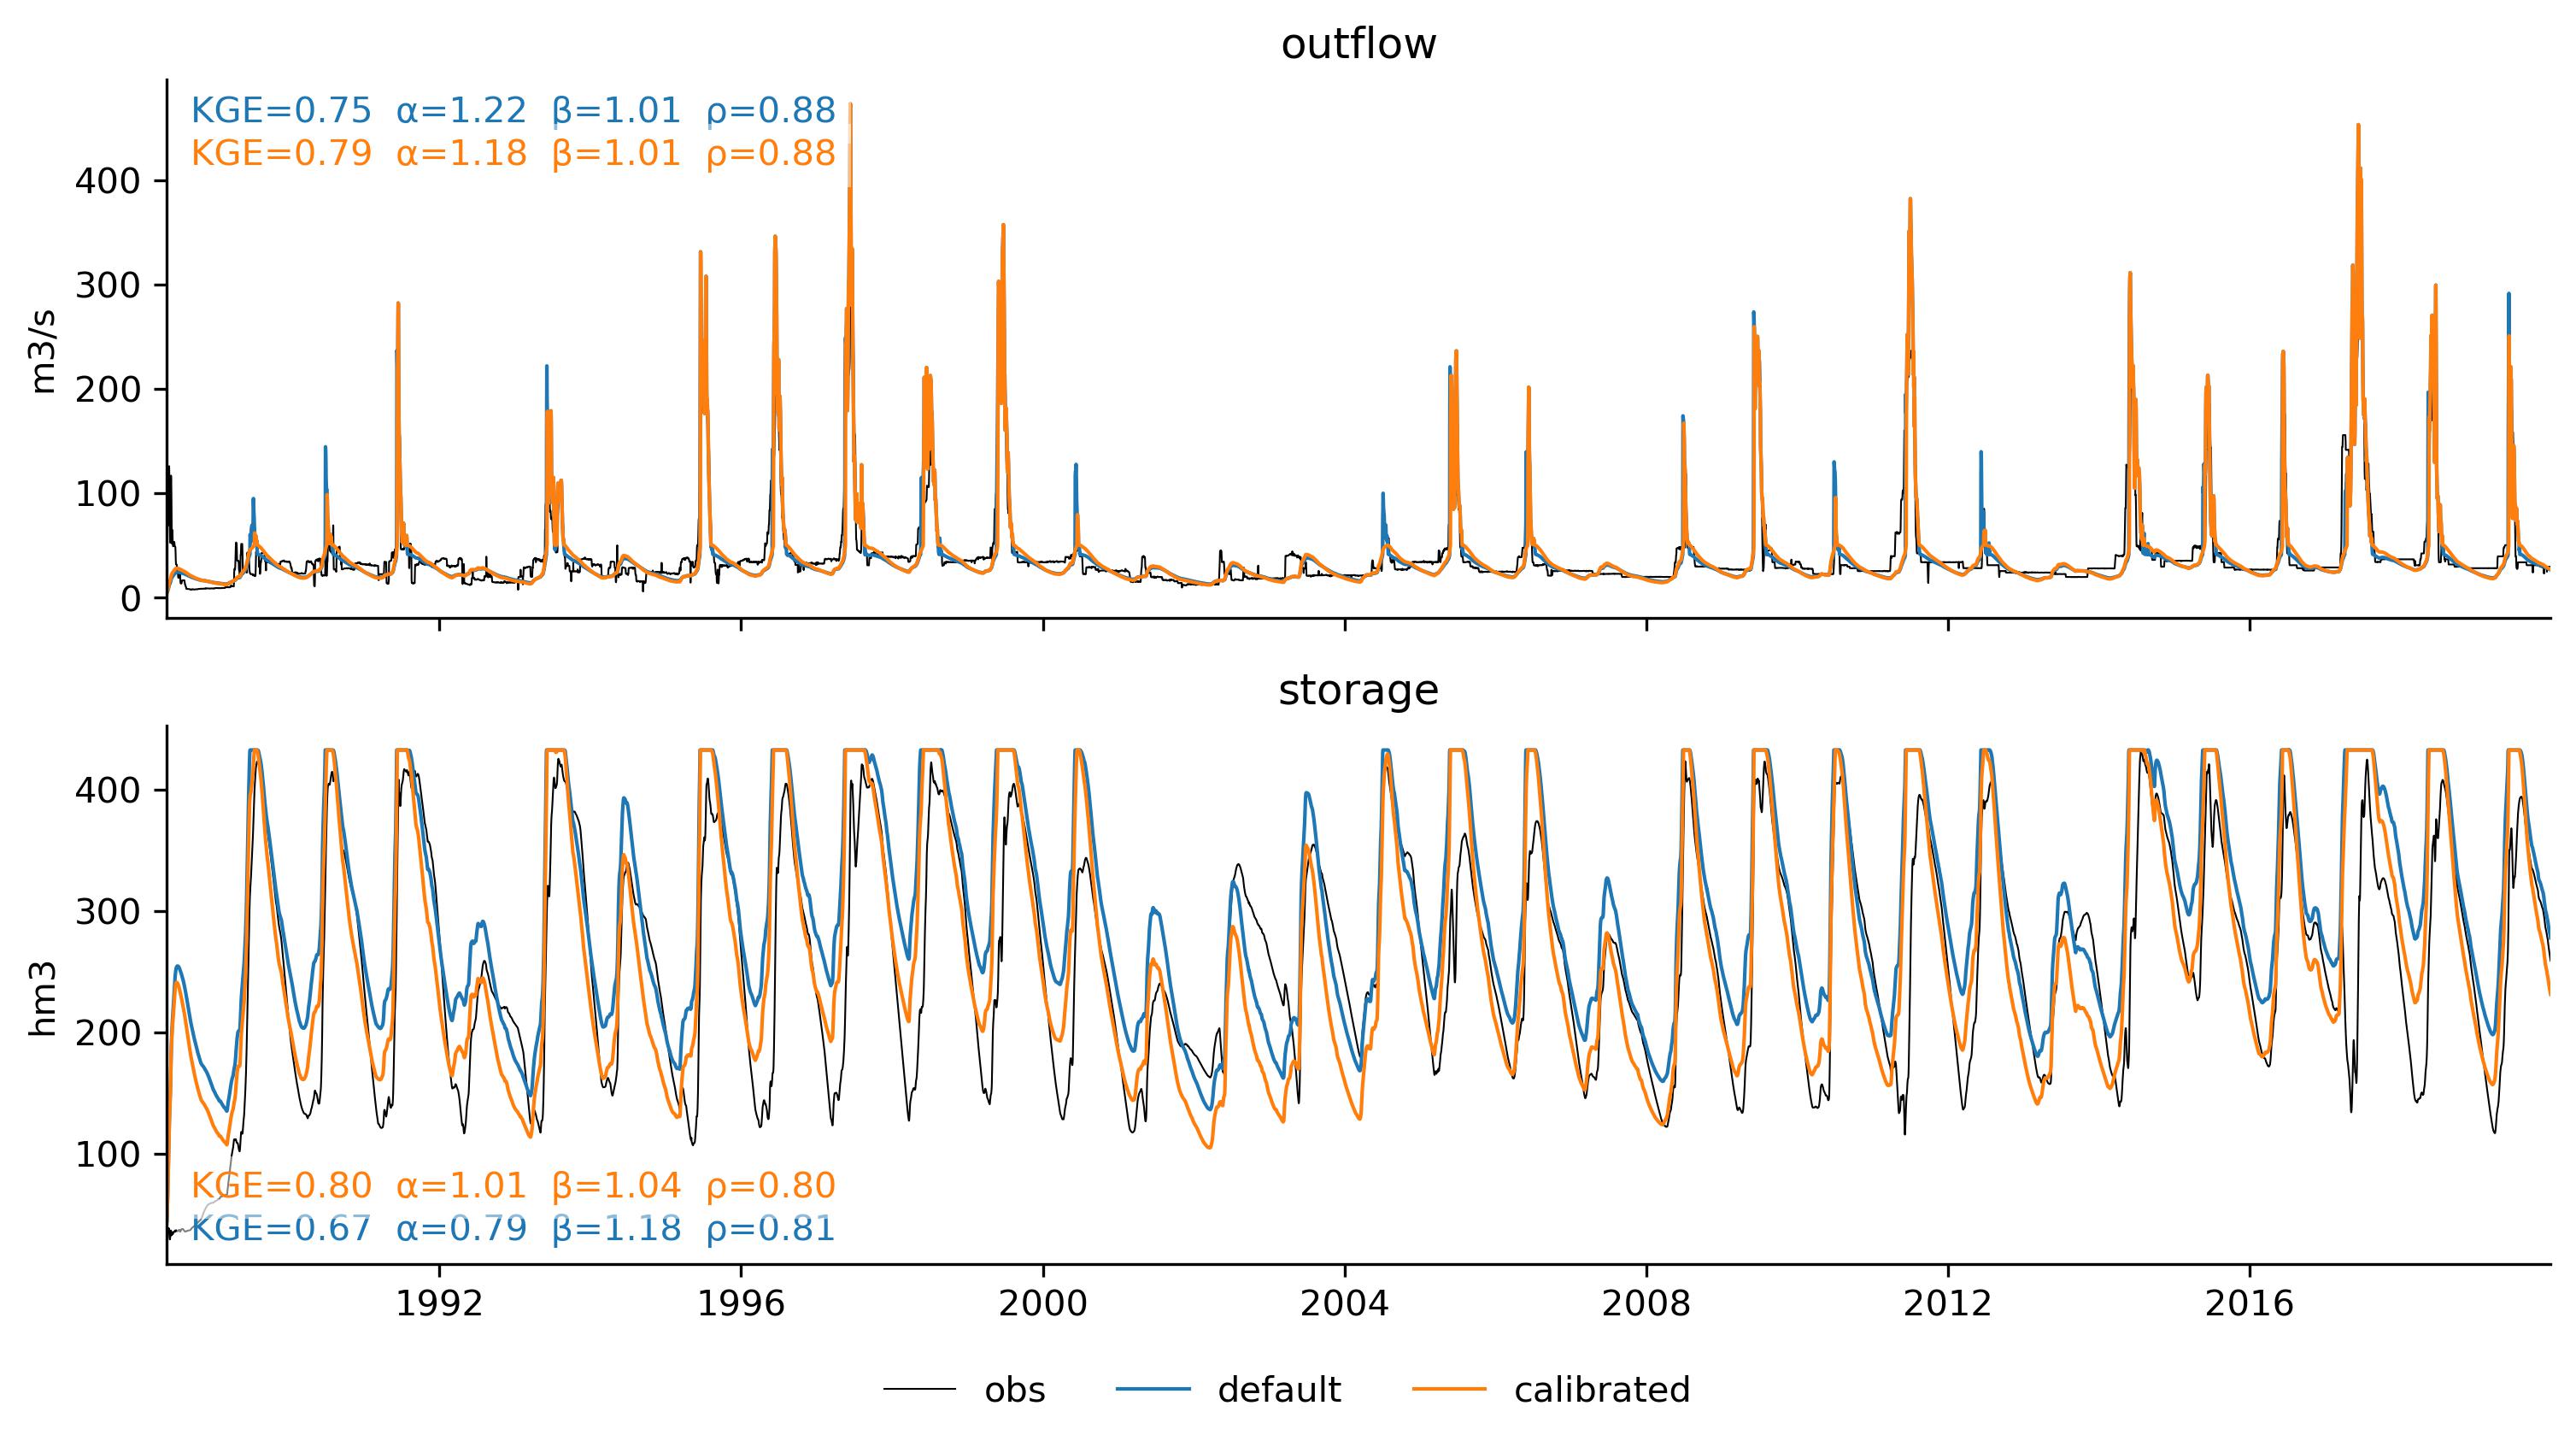 outflow
KGE=0.75 α=1.22 β=1.01 ρ=0.88
KGE=0.79 α=1.18 β=1.01 ρ=0.88
m3/s
400
300
200
100
0
storage
hm3
400
300
200
100
KGE=0.80 α=1.01 β=1.04 ρ=0.80
KGE=0.67 α=0.79 β=1.18 ρ=0.81
1992 1996 2000 2004 2008 2012 2016
obs default calibrated